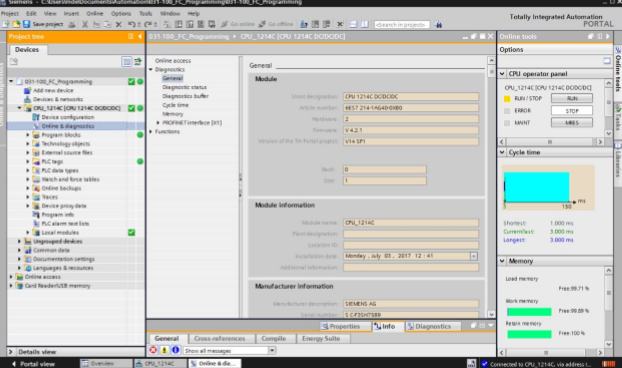 Siemens - C:\Users\indel\Documents\Automation\031-100_FC_Programming\031-100_FC_Programming
Project Edit View Insert Online Options Tools Window Help
Totally Integrated Automation
PORTAL
Save project
Go online
Go offline
<Search in project>
Project tree
031-100_FC_Programming ▸ CPU_1214C [CPU 1214C DC/DC/DC]
Online tools
Devices
Options
031-100_FC_Programming
Add new device
Devices & networks
CPU_1214C [CPU 1214C DC/DC/DC]
Device configuration
Online & diagnostics
Program blocks
Technology objects
External source files
PLC tags
PLC data types
Watch and force tables
Online backups
Traces
Device proxy data
Program info
PLC alarm text lists
Local modules
Ungrouped devices
Common data
Documentation settings
Languages & resources
Online access
Card Reader/USB memory
Details view
Online access
Diagnostics
General
Diagnostic status
Diagnostics buffer
Cycle time
Memory
PROFINET interface [X1]
Functions
General
Module
Short designation: CPU 1214C DC/DC/DC
Article number: 6ES7 214-1AG40-0XB0
Hardware: 2
Firmware: V 4.2.1
Version of the TIA Portal project: V14 SP1
Rack: 0
Slot: 1
Module information
Module name: CPU_1214C
Plant designation:
Location ID:
Installation date: Monday , July 03 , 2017 12 : 41
Additional information:
Manufacturer information
Manufacturer description: SIEMENS AG
Serial number:
Properties
Info
Diagnostics
General
Cross-references
Compile
Energy Suite
Show all messages
CPU operator panel
CPU_1214C [CPU 1214C DC/DC/DC]
RUN / STOP RUN
ERROR STOP
MAINT MRES
Cycle time
ms
150
Shortest: 1.000 ms
Current/last: 3.000 ms
Longest: 3.000 ms
Memory
Load memory
Free:99.71 %
Work memory
Free:99.89 %
Retain memory
Free:100 %
Online tools
Tasks
Libraries
Portal view
Overview
CPU_1214C
Online & die...
Connected to CPU_1214C, via address i...